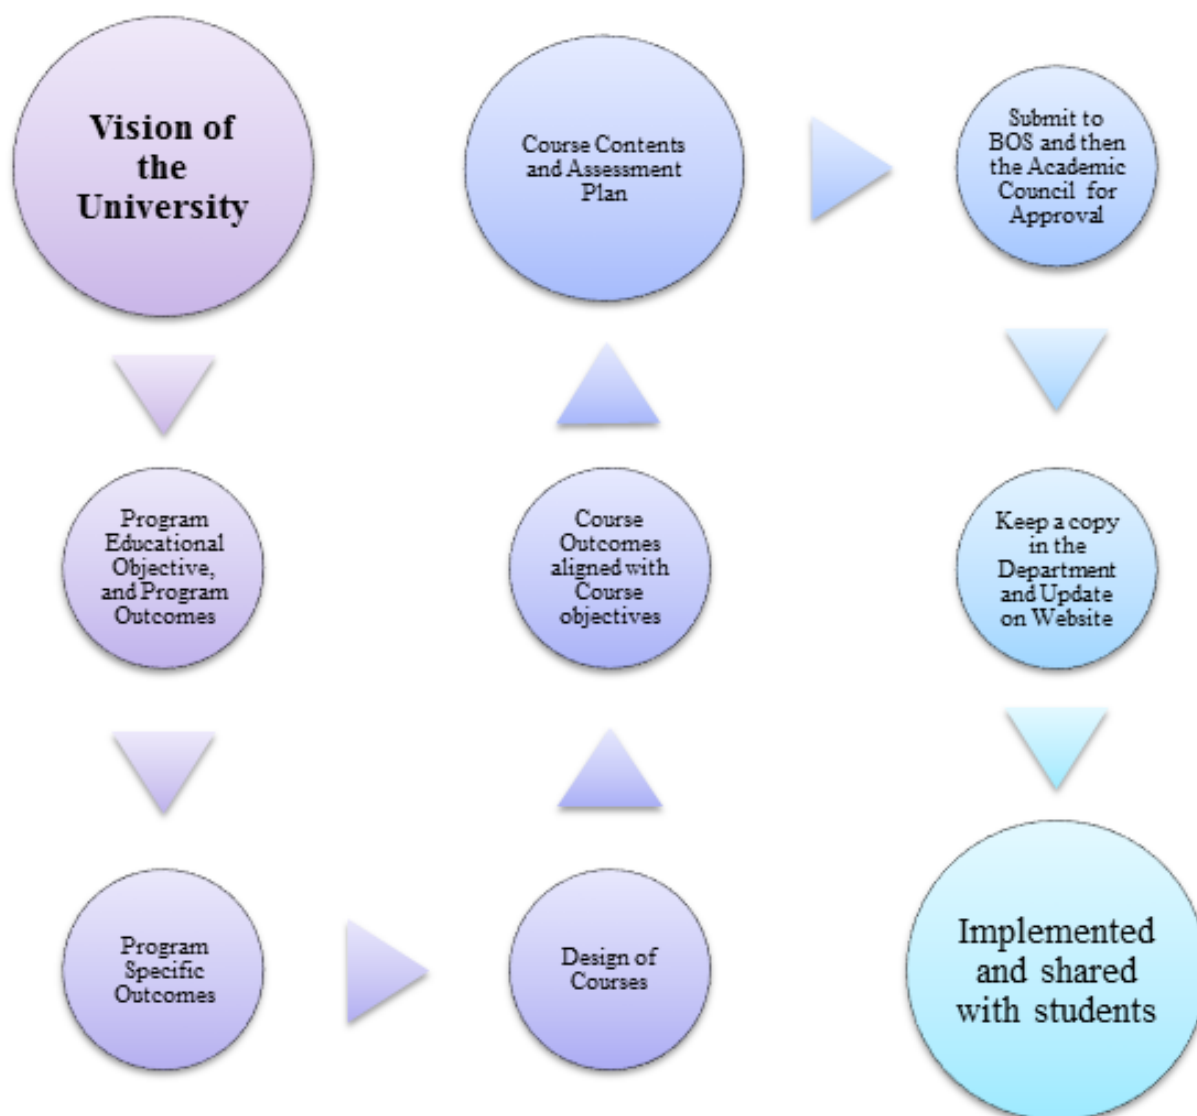 Vision of
the
University
Program
Educational
Objective,
and Program
Outcomes
Program
Specific
Outcomes
Design of
Courses
Course
Outcomes
aligned with
Course
objectives
Course Contents
and Assessment
Plan
Submit to
BOS and then
the Academic
Council for
Approval
Keep a copy
in the
Department
and Update
on Website
Implemented
and shared
with students